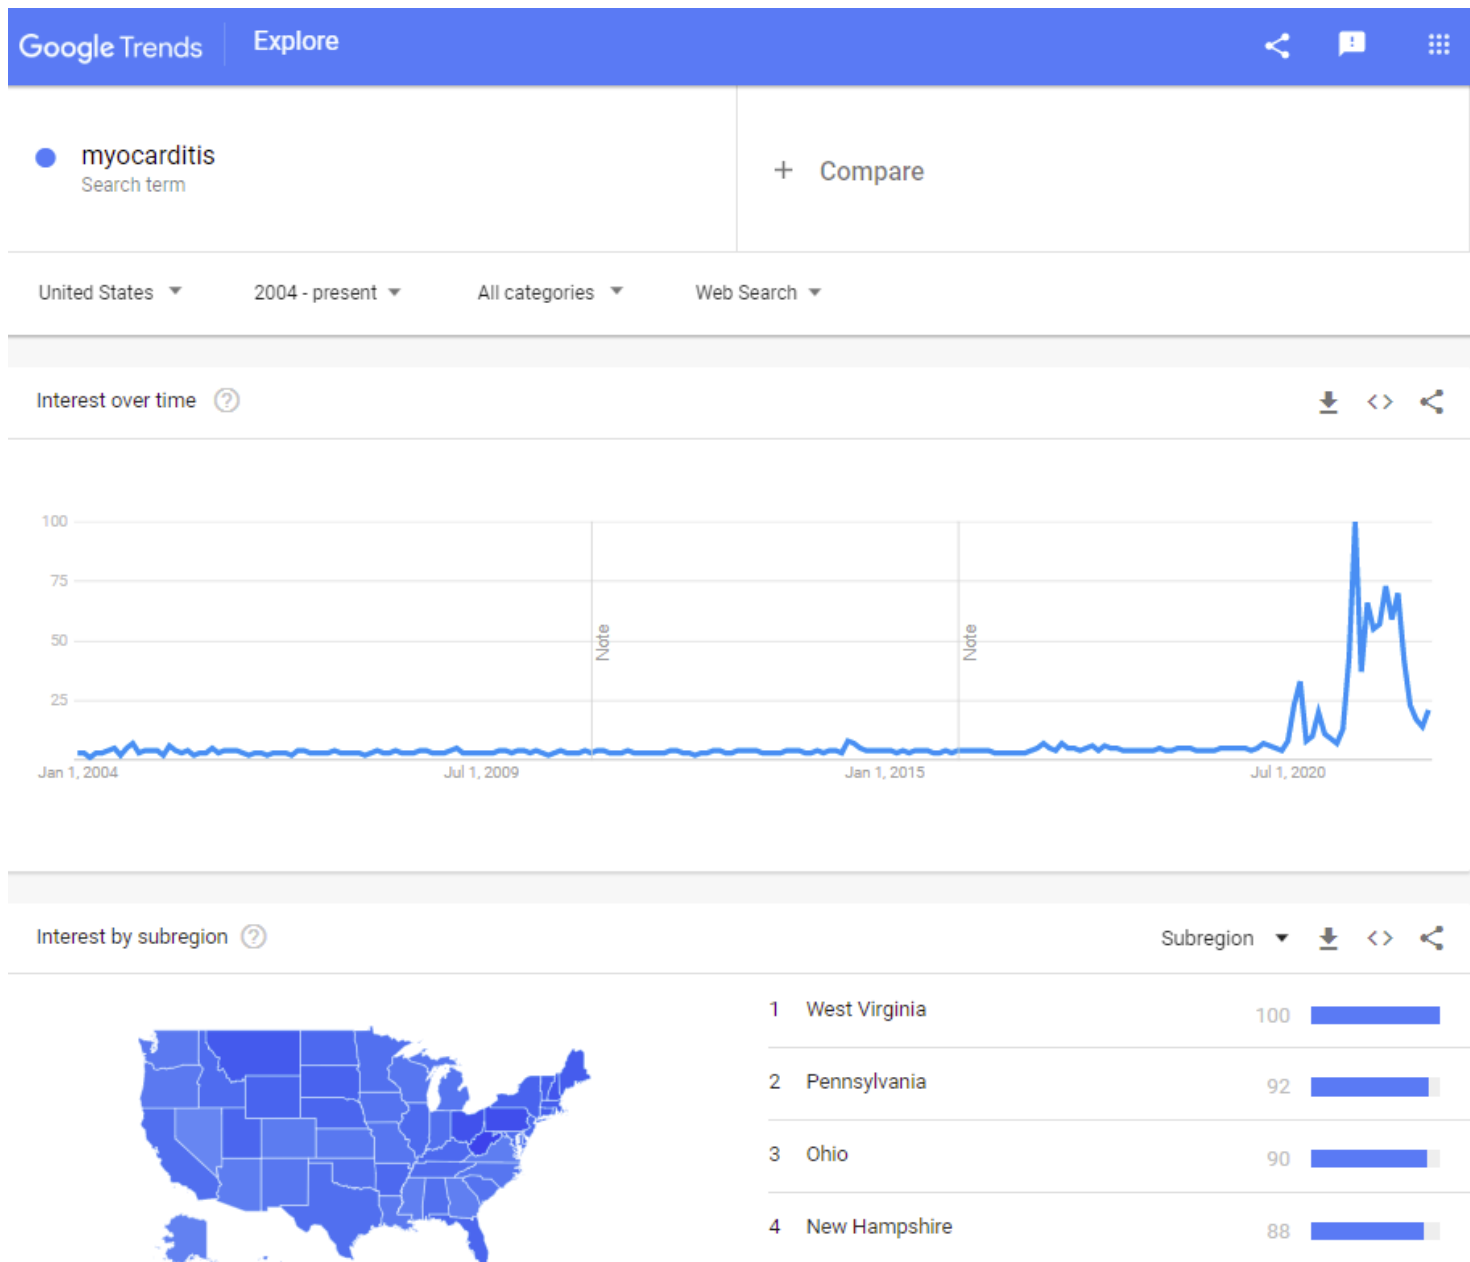 Google Trends
Explore
myocarditis
Search term
+ Compare
United States
2004 - present
All categories
Web Search
Interest over time
100
75
50
25
Note
Note
Jan 1, 2004
Jul 1, 2009
Jan 1, 2015
Jul 1, 2020
Interest by subregion
Subregion
1 West Virginia 100
2 Pennsylvania 92
3 Ohio 90
4 New Hampshire 88